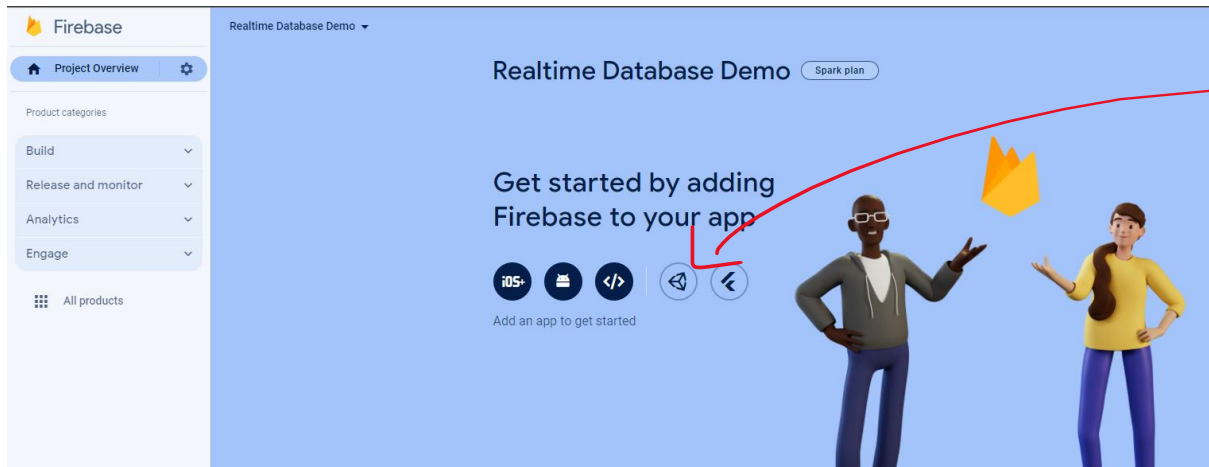 Firebase
Realtime Database Demo
Project Overview
Realtime Database Demo
Spark plan
Product categories
Build
Release and monitor
Analytics
Engage
All products
Get started by adding
Firebase to your app
iOS+
</>
Add an app to get started